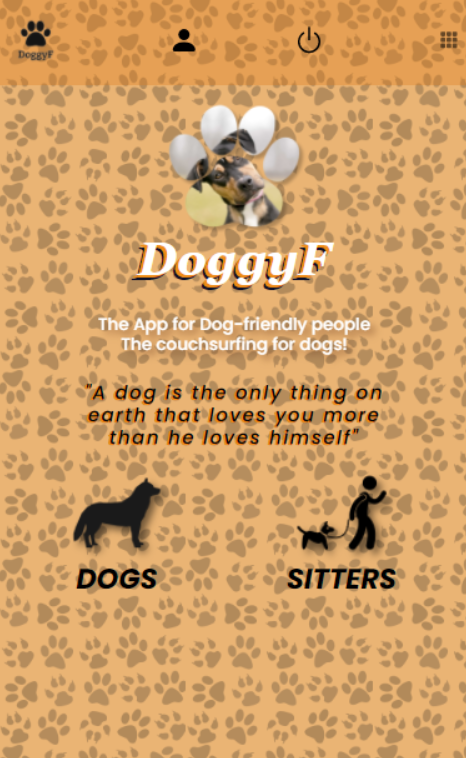 DoggyF
DoggyF
The App for Dog-friendly people
The couchsurfing for dogs!
"A dog is the only thing on
earth that loves you more
than he loves himself"
DOGS
SITTERS